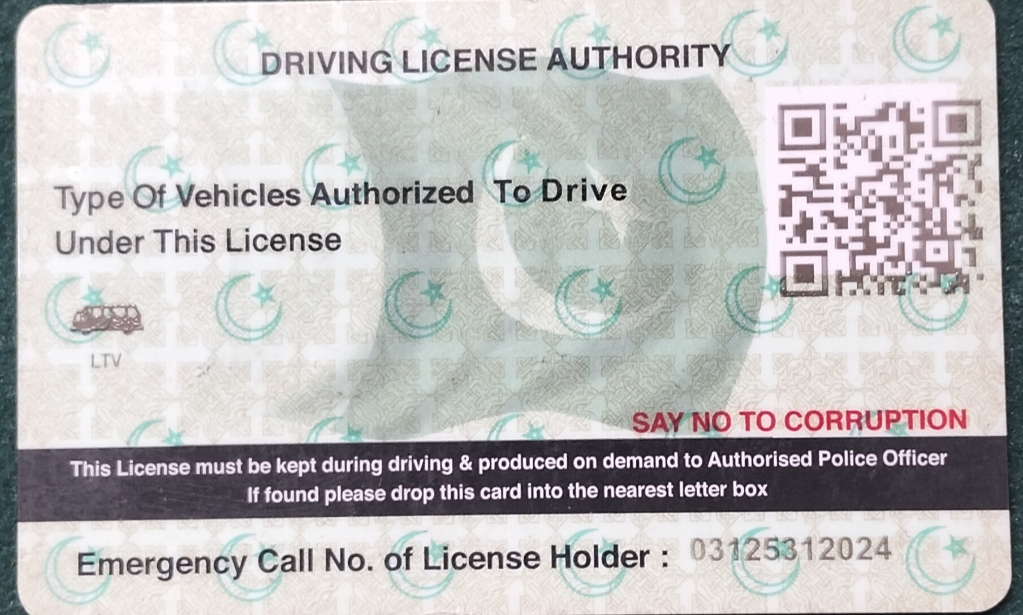 DRIVING LICENSE AUTHORITY
Type Of Vehicles Authorized To Drive
Under This License
LTV
SAY NO TO CORRUPTION
This License must be kept during driving & produced on demand to Authorised Police Officer
If found please drop this card into the nearest letter box
Emergency Call No. of License Holder : 03125312024